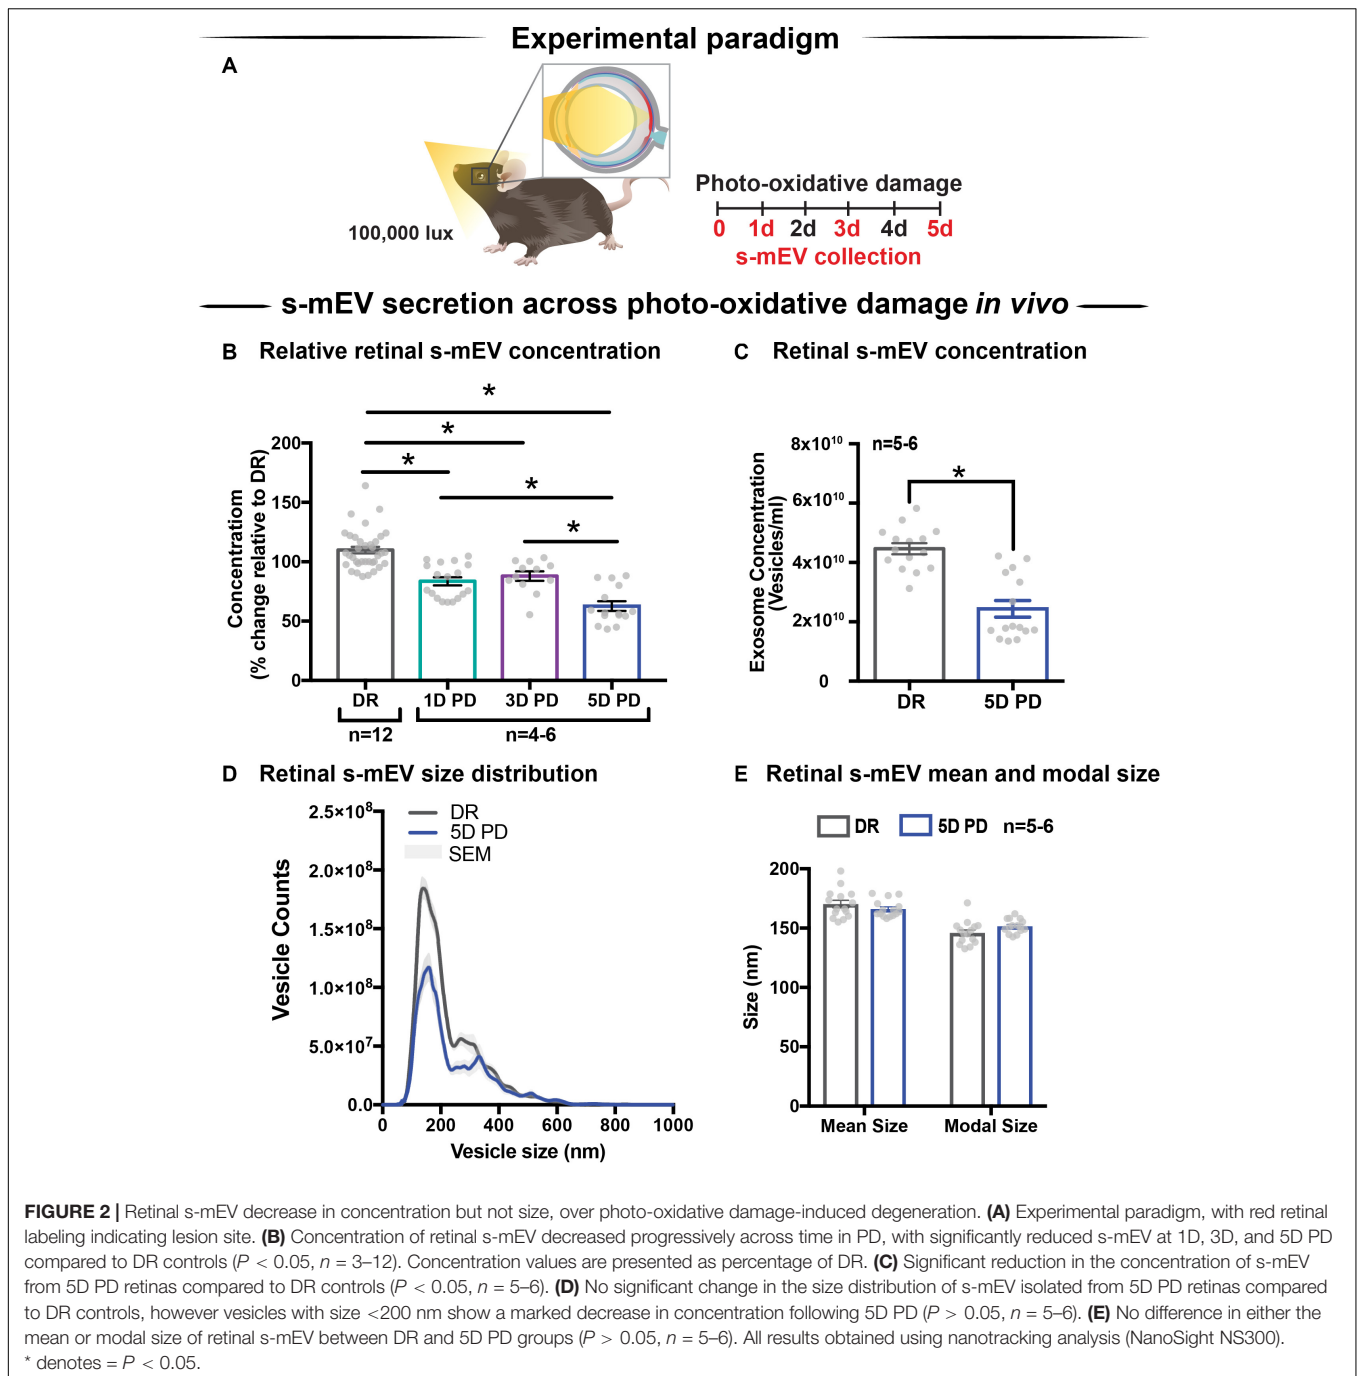 Experimental paradigm
A
100,000 lux
Photo-oxidative damage
0 1d 2d 3d 4d 5d
s-mEV collection
s-mEV secretion across photo-oxidative damage in vivo
B Relative retinal s-mEV concentration
*
*
*
*
*
Concentration
(% change relative to DR)
200
150
100
50
0
DR 1D PD 3D PD 5D PD
n=12 n=4-6
C Retinal s-mEV concentration
n=5-6
*
Exosome Concentration
(Vesicles/ml)
8x10¹⁰
6x10¹⁰
4x10¹⁰
2x10¹⁰
0
DR 5D PD
D Retinal s-mEV size distribution
DR
5D PD
SEM
Vesicle Counts
2.5×10⁸
2.0×10⁸
1.5×10⁸
1.0×10⁸
5.0×10⁷
0.0
0 200 400 600 800 1000
Vesicle size (nm)
E Retinal s-mEV mean and modal size
DR 5D PD n=5-6
Size (nm)
200
150
100
50
0
Mean Size Modal Size
FIGURE 2 | Retinal s-mEV decrease in concentration but not size, over photo-oxidative damage-induced degeneration. (A) Experimental paradigm, with red retinal
labeling indicating lesion site. (B) Concentration of retinal s-mEV decreased progressively across time in PD, with significantly reduced s-mEV at 1D, 3D, and 5D PD
compared to DR controls (P < 0.05, n = 3–12). Concentration values are presented as percentage of DR. (C) Significant reduction in the concentration of s-mEV
from 5D PD retinas compared to DR controls (P < 0.05, n = 5–6). (D) No significant change in the size distribution of s-mEV isolated from 5D PD retinas compared
to DR controls, however vesicles with size <200 nm show a marked decrease in concentration following 5D PD (P > 0.05, n = 5–6). (E) No difference in either the
mean or modal size of retinal s-mEV between DR and 5D PD groups (P > 0.05, n = 5–6). All results obtained using nanotracking analysis (NanoSight NS300).
* denotes = P < 0.05.